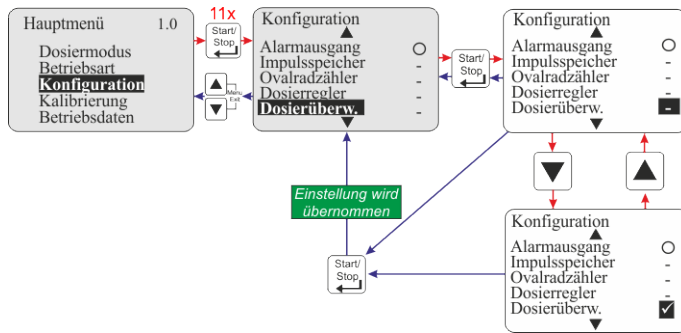 Hauptmenü 1.0
Dosiermodus
Betriebsart
Konfiguration
Kalibrierung
Betriebsdaten
11x
Start/
Stop
Menu
Exit
Konfiguration
Alarmausgang
Impulsspeicher -
Ovalradzähler -
Dosierregler -
Dosierüberw. -
Start/
Stop
Konfiguration
Alarmausgang
Impulsspeicher -
Ovalradzähler -
Dosierregler -
Dosierüberw. -
Einstellung wird
übernommen
Start/
Stop
Konfiguration
Alarmausgang
Impulsspeicher -
Ovalradzähler -
Dosierregler -
Dosierüberw. ✓